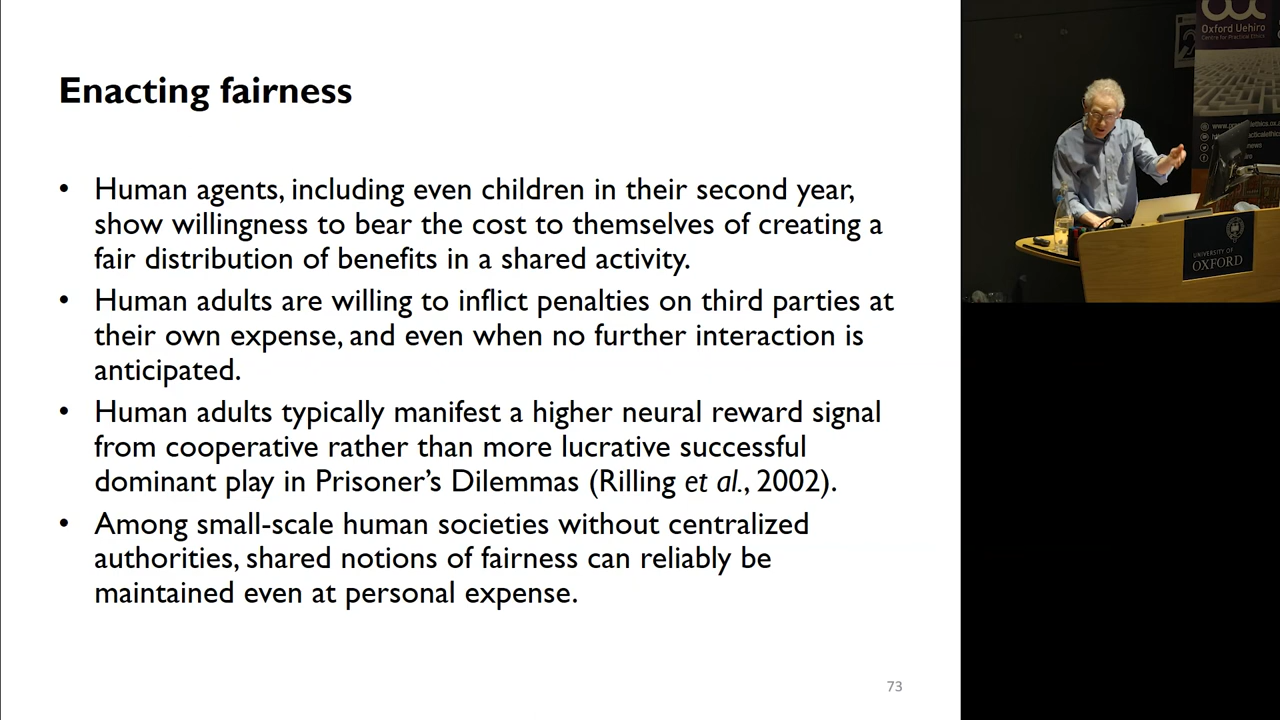 Enacting fairness
• Human agents, including even children in their second year,
show willingness to bear the cost to themselves of creating a
fair distribution of benefits in a shared activity.
• Human adults are willing to inflict penalties on third parties at
their own expense, and even when no further interaction is
anticipated.
• Human adults typically manifest a higher neural reward signal
from cooperative rather than more lucrative successful
dominant play in Prisoner’s Dilemmas (Rilling et al., 2002).
• Among small-scale human societies without centralized
authorities, shared notions of fairness can reliably be
maintained even at personal expense.
73
Oxford Uehiro
Centre for Practical Ethics
UNIVERSITY OF
OXFORD